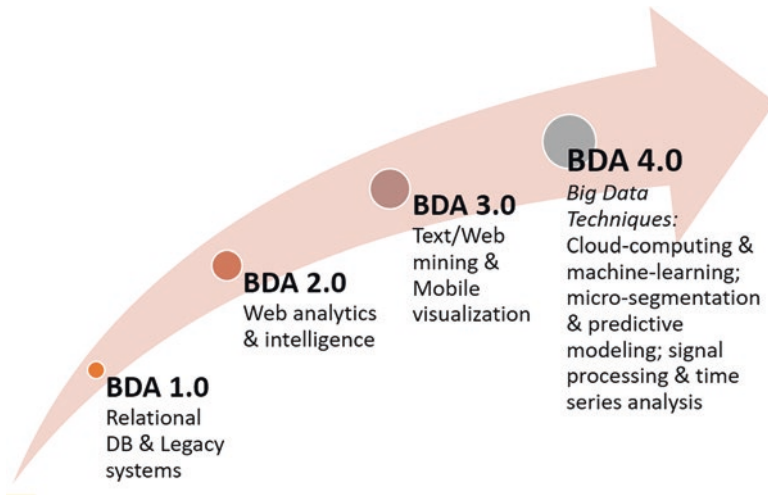 BDA 1.0
Relational
DB & Legacy
systems
BDA 2.0
Web analytics
& intelligence
BDA 3.0
Text/Web
mining &
Mobile
visualization
BDA 4.0
Big Data
Techniques:
Cloud-computing &
machine-learning;
micro-segmentation
& predictive
modeling; signal
processing & time
series analysis